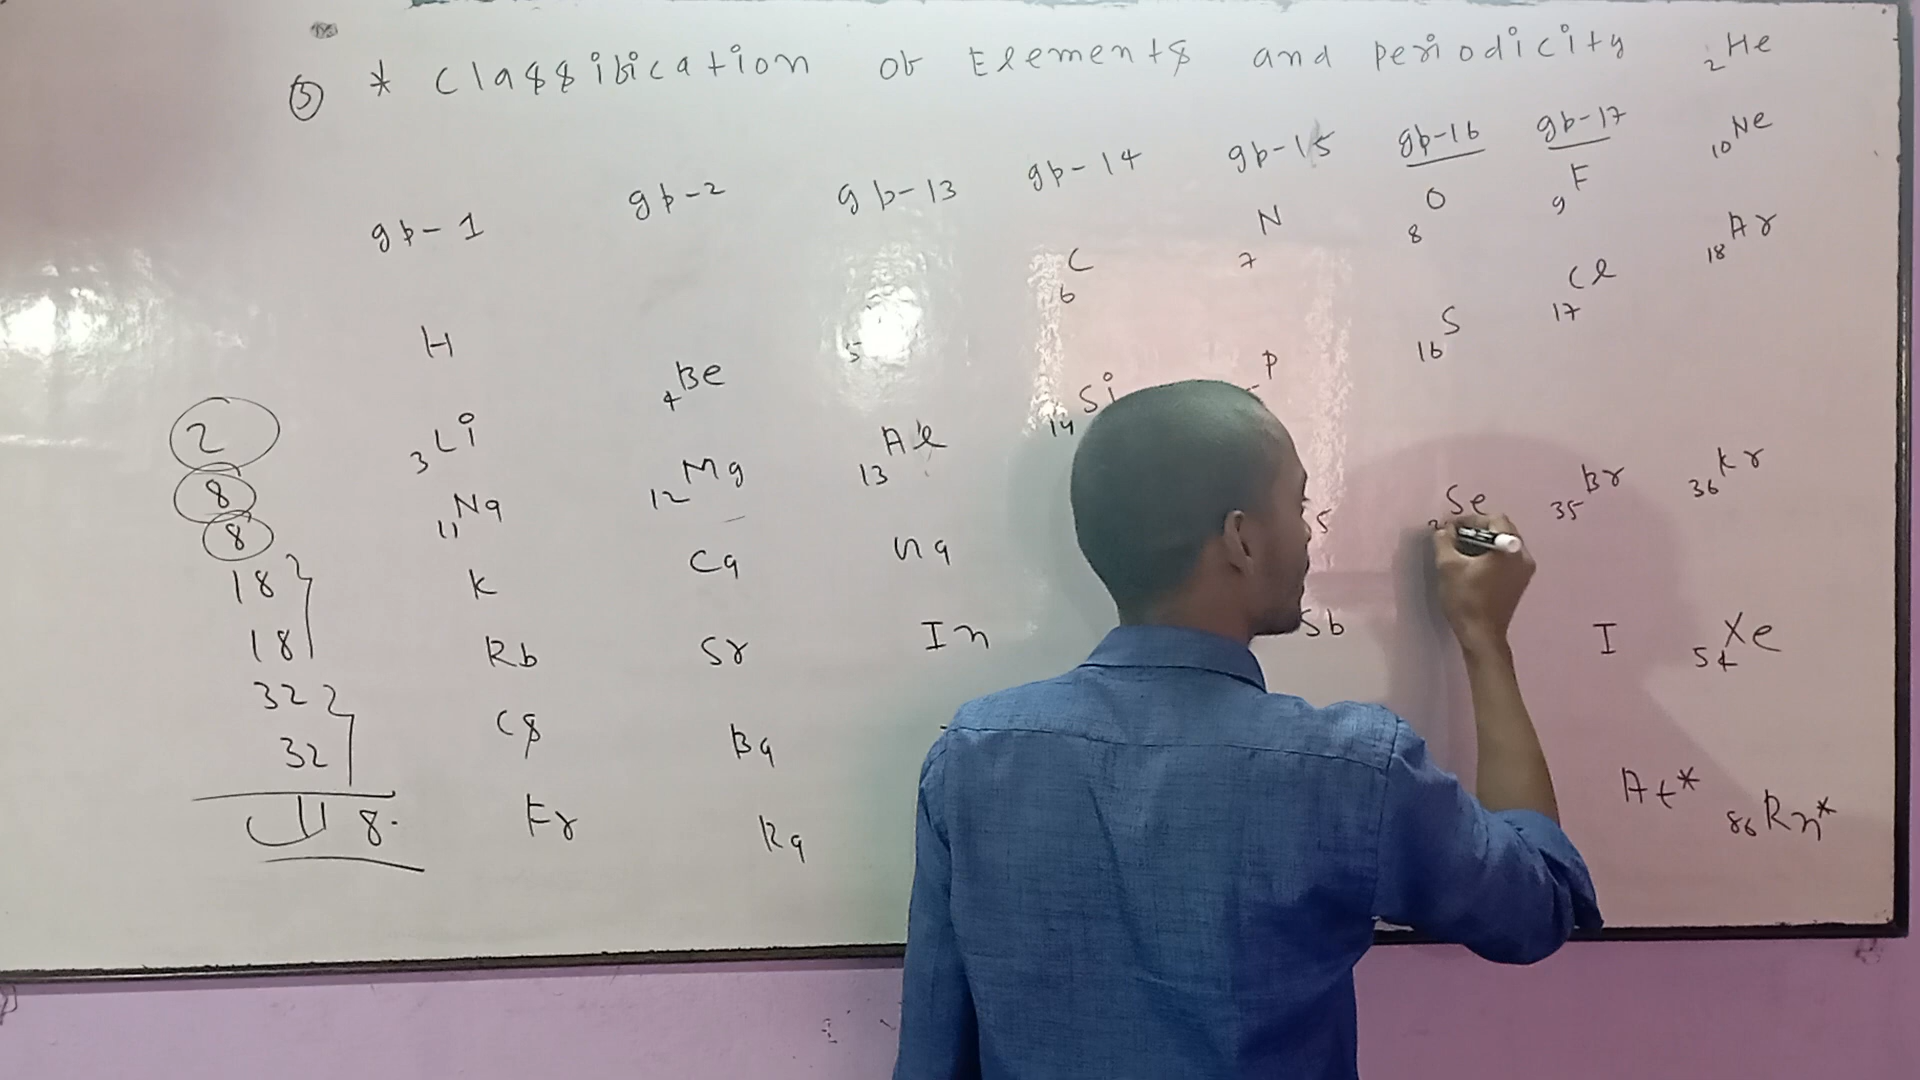 5 * Classification of Elements and periodicity
2He
gp-1 gp-2 gp-13 gp-14 gp-15 gp-16 gp-17 10Ne
H 6C 7N 8O 9F 18Ar
3Li 4Be 5 14Si P 16S 17Cl
11Na 12Mg 13Al Se 35Br 36Kr
K Ca Ga
Rb Sr In Sb I 54Xe
Cs Ba At* 86Rn*
Fr Ra
2
8
8
18
18
32
32
118.